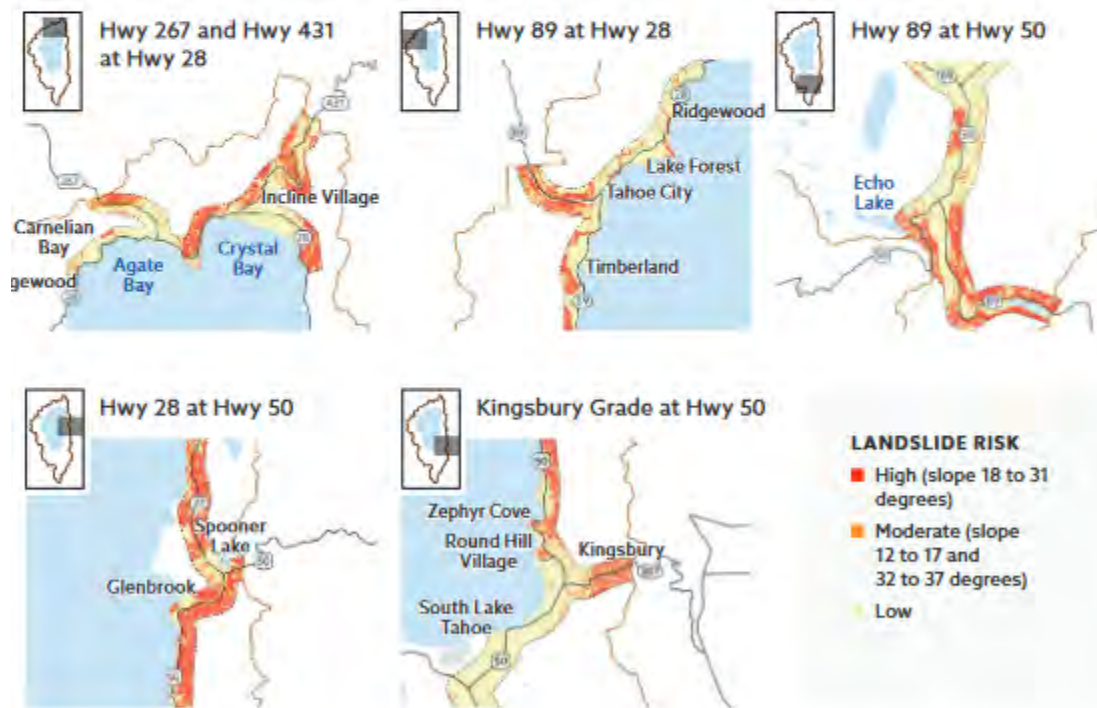 Hwy 267 and Hwy 431
at Hwy 28
431
267
Incline Village
Carnelian
Bay
gewood
Agate
Bay
Crystal
Bay
28
Hwy 89 at Hwy 28
28
Ridgewood
89
Lake Forest
Tahoe City
Timberland
89
Hwy 89 at Hwy 50
89
50
Echo
Lake
50
89
Hwy 28 at Hwy 50
Spooner
Lake
50
Glenbrook
50
Kingsbury Grade at Hwy 50
50
Zephyr Cove
Round Hill
Village
Kingsbury
South Lake
Tahoe
50
LANDSLIDE RISK
High (slope 18 to 31
degrees)
Moderate (slope
12 to 17 and
32 to 37 degrees)
Low